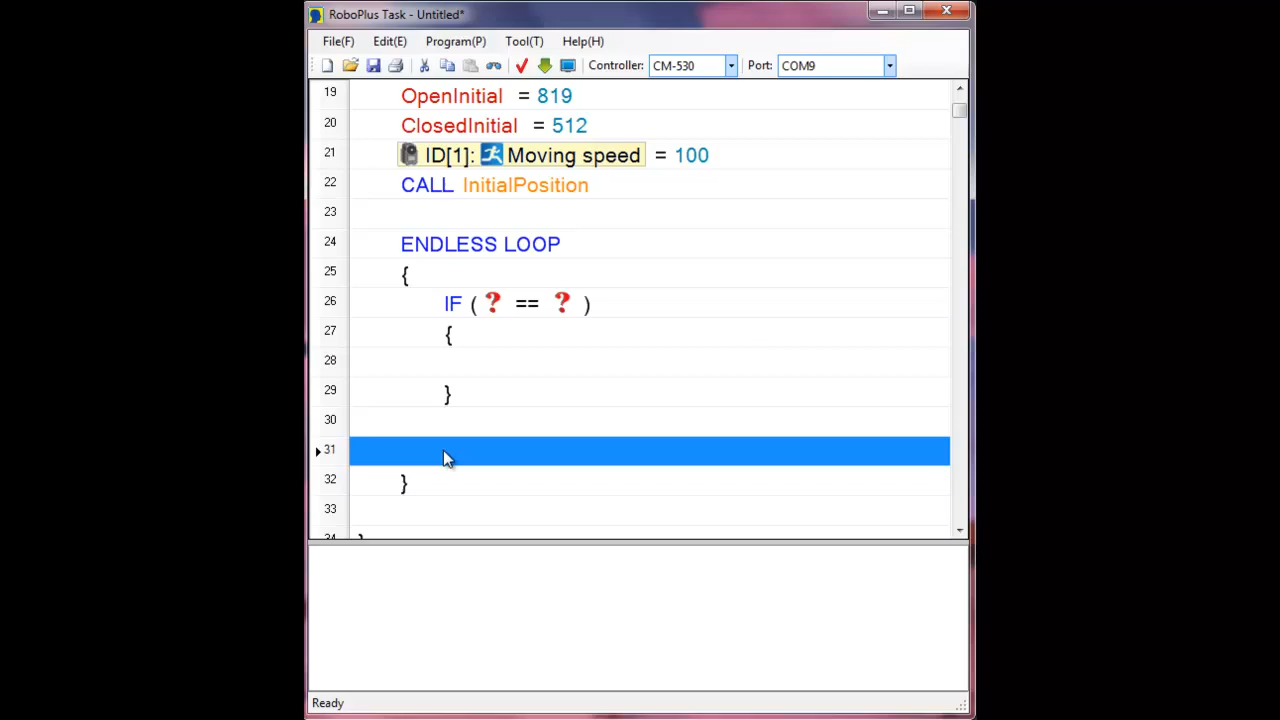 RoboPlus Task - Untitled*
File(F) Edit(E) Program(P) Tool(T) Help(H)
Controller: CM-530 Port: COM9
19 OpenInitial = 819
20 ClosedInitial = 512
21 ID[1]: Moving speed = 100
22 CALL InitialPosition
23
24 ENDLESS LOOP
25 {
26 IF ( ? == ? )
27 {
28
29 }
30
31
32 }
33
34 }
Ready